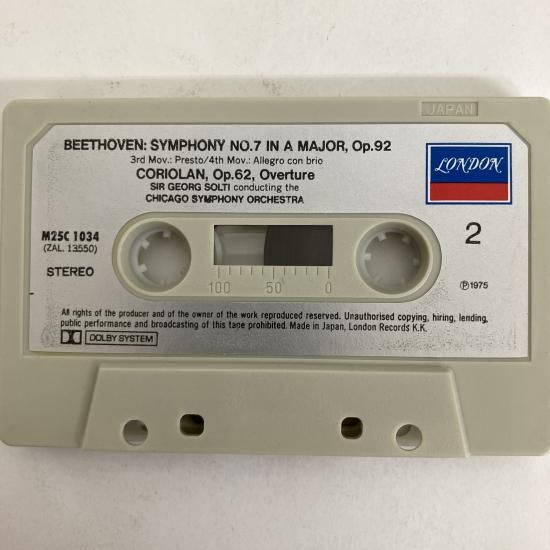 JAPAN
BEETHOVEN: SYMPHONY NO.7 IN A MAJOR, Op.92
3rd Mov.: Presto/4th Mov.: Allegro con brio
CORIOLAN, Op.62, Overture
SIR GEORG SOLTI conducting the
CHICAGO SYMPHONY ORCHESTRA
LONDON
M25C 1034
(ZAL. 13550)
STEREO
2
100 50 0
℗1975
All rights of the producer and of the owner of the work reproduced reserved. Unauthorised copying, hiring, lending,
public performance and broadcasting of this tape prohibited. Made in Japan, London Records K.K.
DOLBY SYSTEM